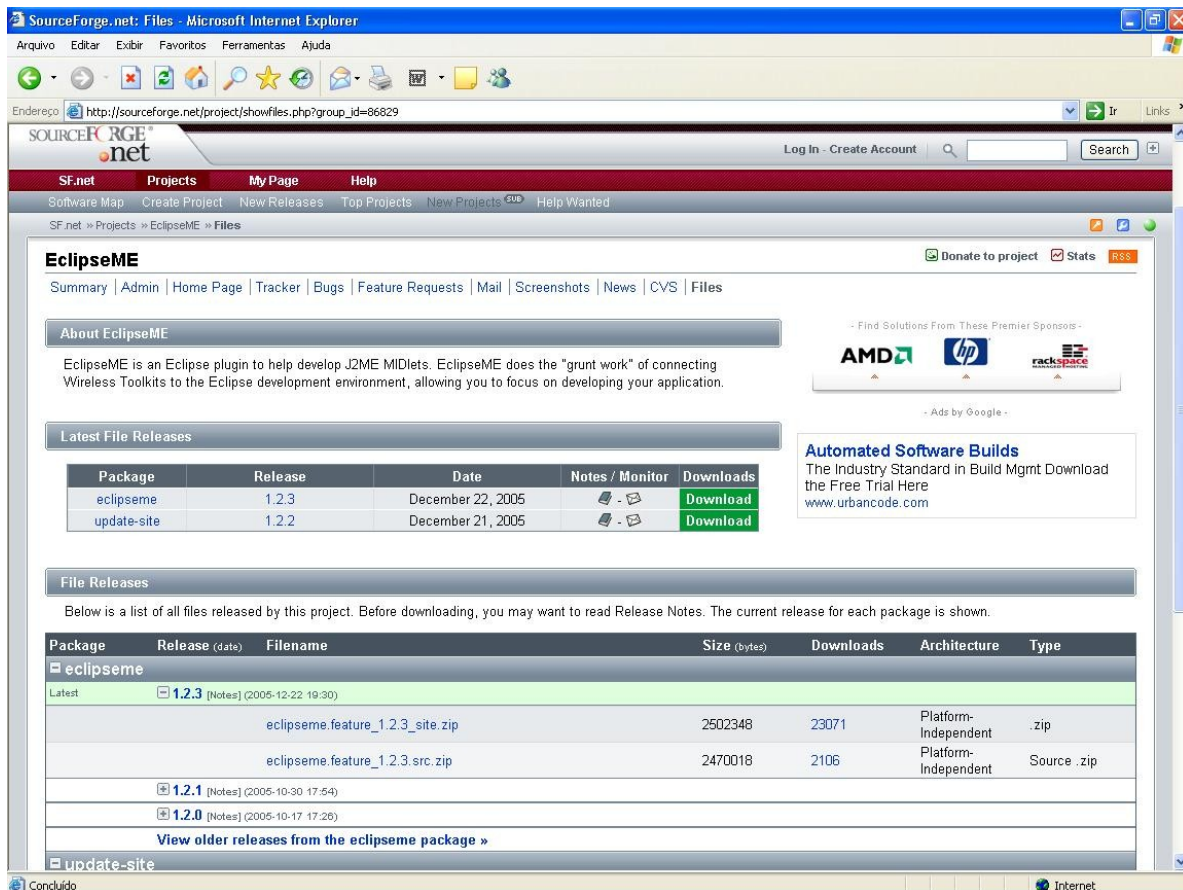 SourceForge.net: Files - Microsoft Internet Explorer
Arquivo Editar Exibir Favoritos Ferramentas Ajuda
Endereço http://sourceforge.net/project/showfiles.php?group_id=86829 Ir Links
SOURCEFORGE
.net
Log In - Create Account Search
SF.net Projects My Page Help
Software Map Create Project New Releases Top Projects New Projects SUB Help Wanted
SF.net » Projects » EclipseME » Files
EclipseME Donate to project Stats RSS
Summary | Admin | Home Page | Tracker | Bugs | Feature Requests | Mail | Screenshots | News | CVS | Files
About EclipseME
EclipseME is an Eclipse plugin to help develop J2ME MIDlets. EclipseME does the "grunt work" of connecting
Wireless Toolkits to the Eclipse development environment, allowing you to focus on developing your application.
- Find Solutions From These Premier Sponsors -
AMD hp rackspace
MANAGED HOSTING
- Ads by Google -
Latest File Releases
Package Release Date Notes / Monitor Downloads
eclipseme 1.2.3 December 22, 2005 - Download
update-site 1.2.2 December 21, 2005 - Download
Automated Software Builds
The Industry Standard in Build Mgmt Download
the Free Trial Here
www.urbancode.com
File Releases
Below is a list of all files released by this project. Before downloading, you may want to read Release Notes. The current release for each package is shown.
Package Release (date) Filename Size (bytes) Downloads Architecture Type
eclipseme
Latest 1.2.3 [Notes] (2005-12-22 19:30)
eclipseme.feature_1.2.3_site.zip 2502348 23071 Platform-Independent .zip
eclipseme.feature_1.2.3.src.zip 2470018 2106 Platform-Independent Source .zip
1.2.1 [Notes] (2005-10-30 17:54)
1.2.0 [Notes] (2005-10-17 17:26)
View older releases from the eclipseme package »
update-site
Concluído Internet